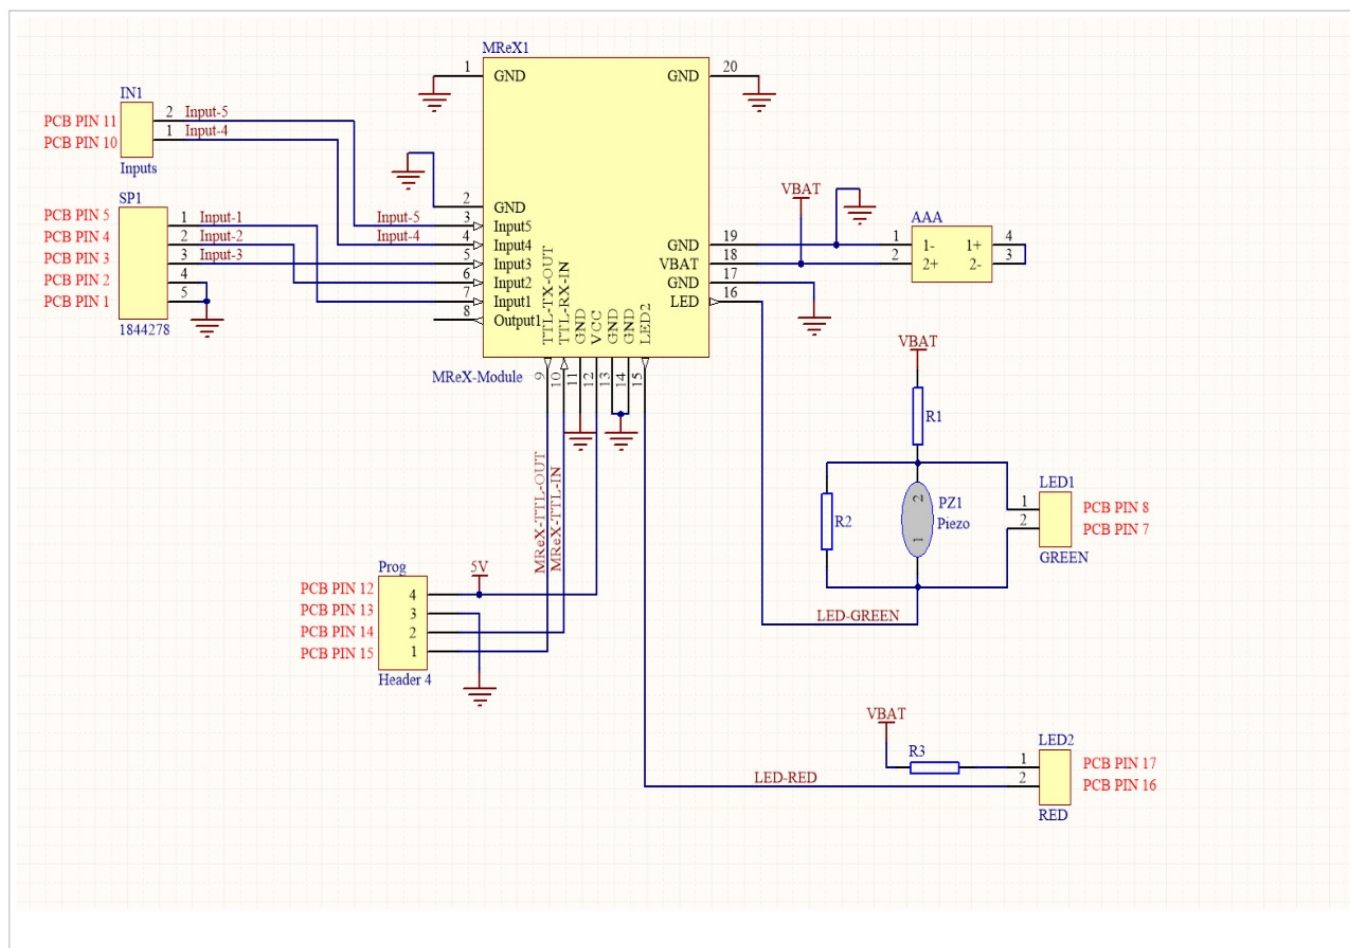 MReX1
1 GND
GND 20
IN1
PCB PIN 11 2 Input-5
PCB PIN 10 1 Input-4
Inputs
SP1
PCB PIN 5 1 Input-1
PCB PIN 4 2 Input-2
PCB PIN 3 3 Input-3
PCB PIN 2 4
PCB PIN 1 5
1844278
2 GND
Input-5 3 Input5
Input-4 4 Input4
5 Input3
6 Input2
7 Input1
8 Output1
TTL-TX-OUT
TTL-RX-IN
GND
VCC
GND
GND
LED2
9
10
11
12
13
14
15
MReX-Module
GND 19
VBAT 18
GND 17
LED 16
VBAT
AAA
1 1- 1+ 4
2 2+ 2- 3
VBAT
R1
R2
2
PZ1
Piezo
1
LED1
1 PCB PIN 8
2 PCB PIN 7
GREEN
LED-GREEN
MReX-TTL-OUT
MReX-TTL-IN
Prog
5V
PCB PIN 12 4
PCB PIN 13 3
PCB PIN 14 2
PCB PIN 15 1
Header 4
VBAT
R3
LED2
1 PCB PIN 17
LED-RED 2 PCB PIN 16
RED